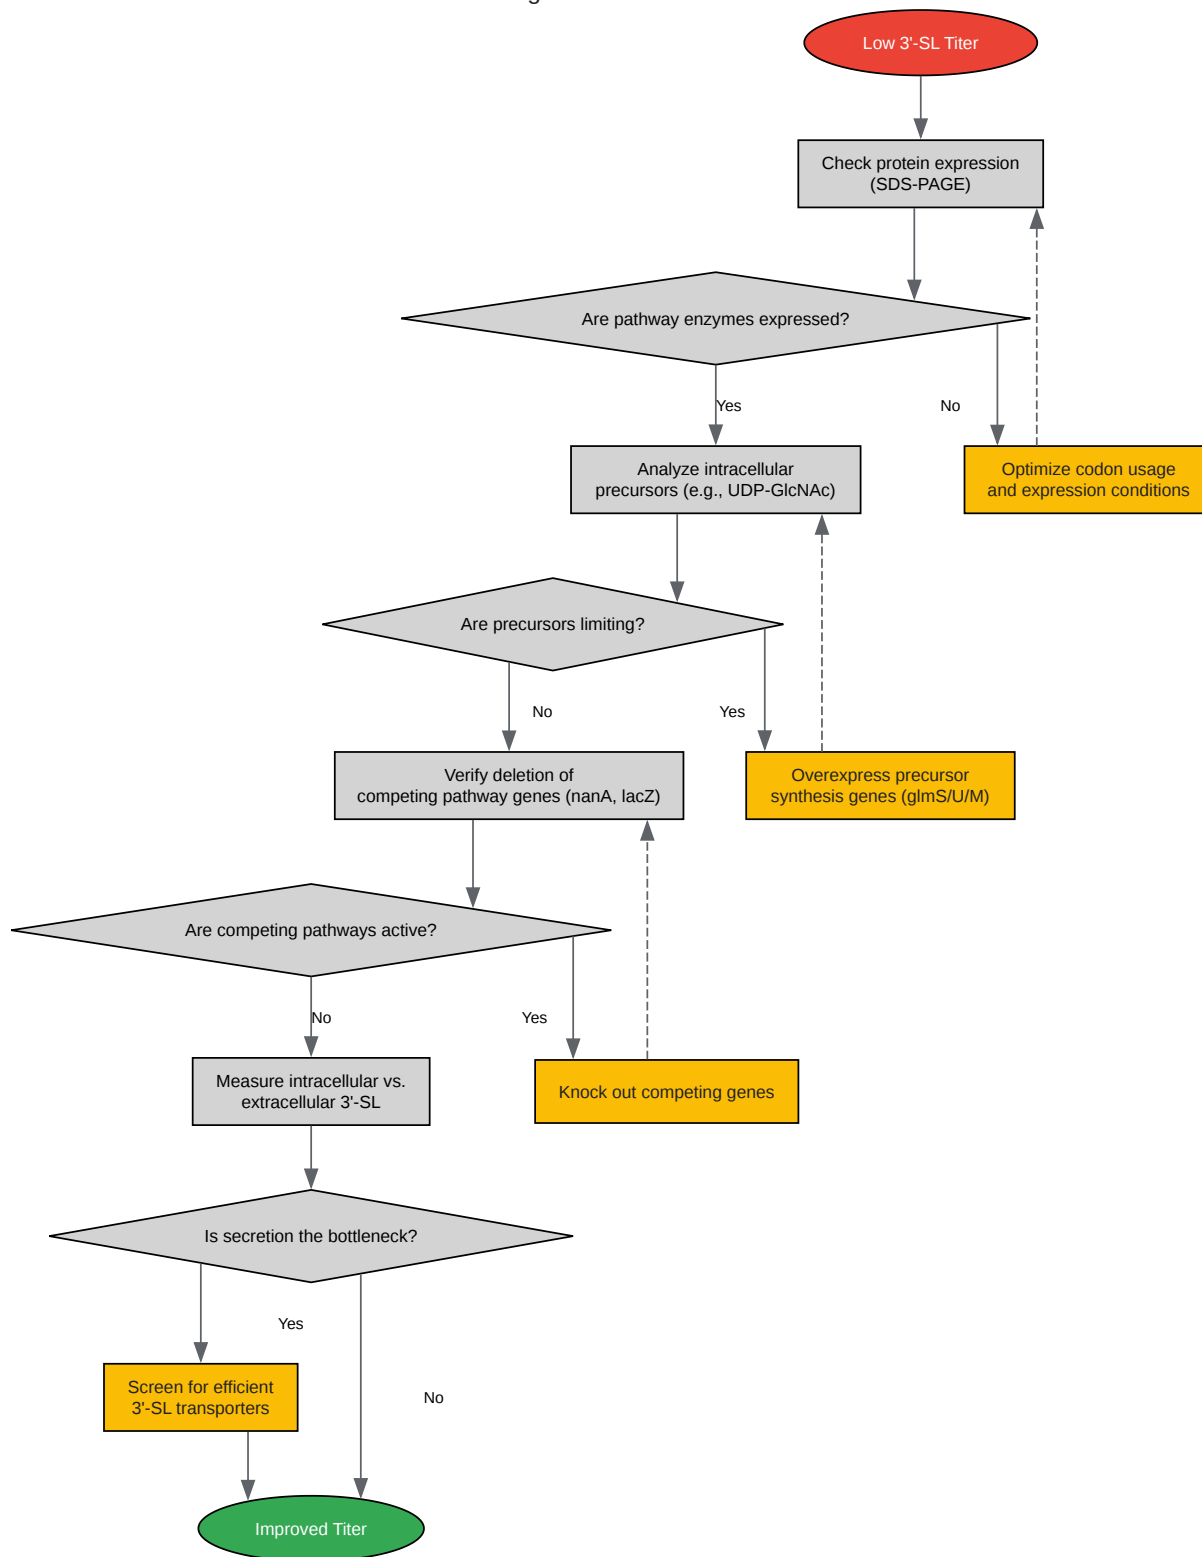 Low 3'-SL Titer
Check protein expression
(SDS-PAGE)
Are pathway enzymes expressed?
Yes
No
Analyze intracellular
precursors (e.g., UDP-GlcNAc)
Optimize codon usage
and expression conditions
Are precursors limiting?
No
Yes
Verify deletion of
competing pathway genes (nanA, lacZ)
Overexpress precursor
synthesis genes (glmS/U/M)
Are competing pathways active?
No
Yes
Measure intracellular vs.
extracellular 3'-SL
Knock out competing genes
Is secretion the bottleneck?
Yes
No
Screen for efficient
3'-SL transporters
Improved Titer